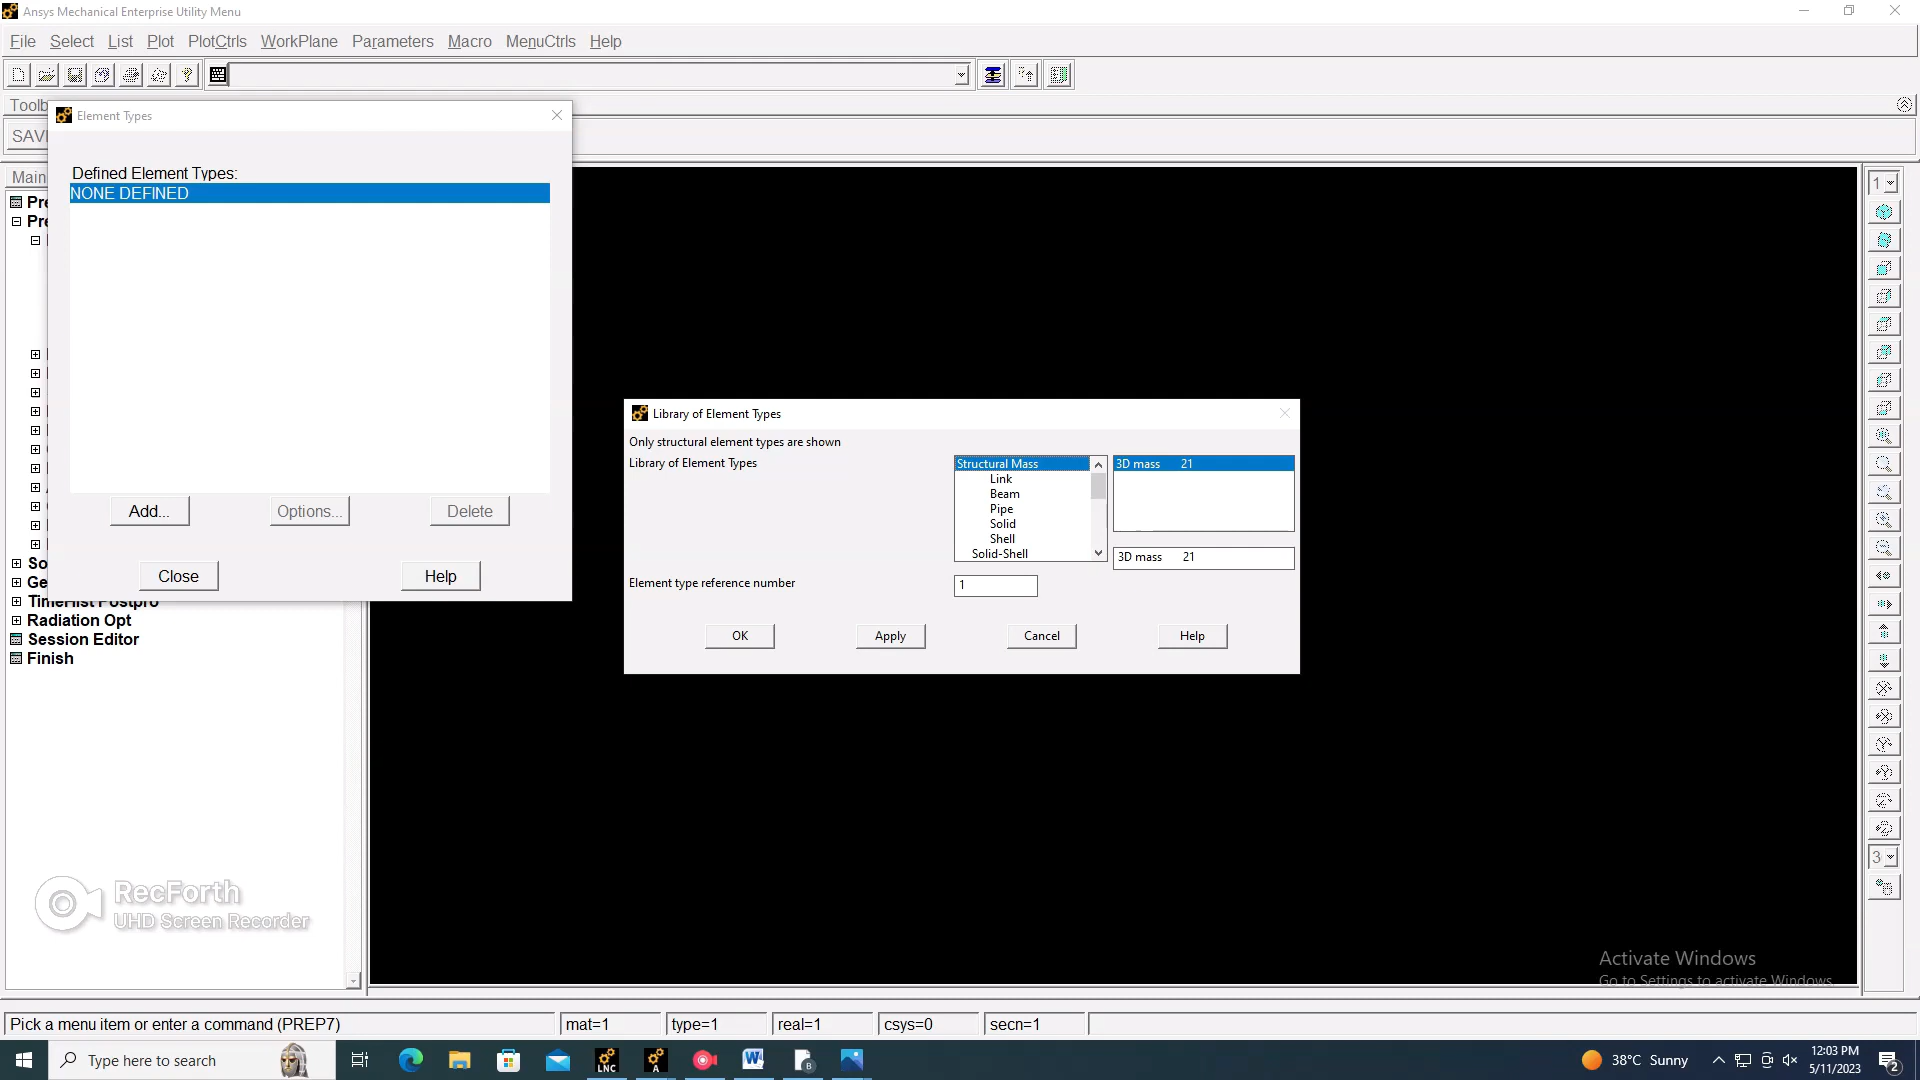 Ansys Mechanical Enterprise Utility Menu
File Select List Plot PlotCtrls WorkPlane Parameters Macro MenuCtrls Help
Toolb
SAV
Element Types
Defined Element Types:
NONE DEFINED
Add... Options... Delete
Close Help
Main
Pre
Pre
So
Ge
TimeHist Postpro
Radiation Opt
Session Editor
Finish
Library of Element Types
Only structural element types are shown
Library of Element Types
Structural Mass
Link
Beam
Pipe
Solid
Shell
Solid-Shell
3D mass 21
3D mass 21
Element type reference number
1
OK Apply Cancel Help
1
3
RecForth
UHD Screen Recorder
Activate Windows
Go to Settings to activate Windows.
Pick a menu item or enter a command (PREP7) mat=1 type=1 real=1 csys=0 secn=1
Type here to search
LNC
A
W
B
38°C Sunny
12:03 PM
5/11/2023
2